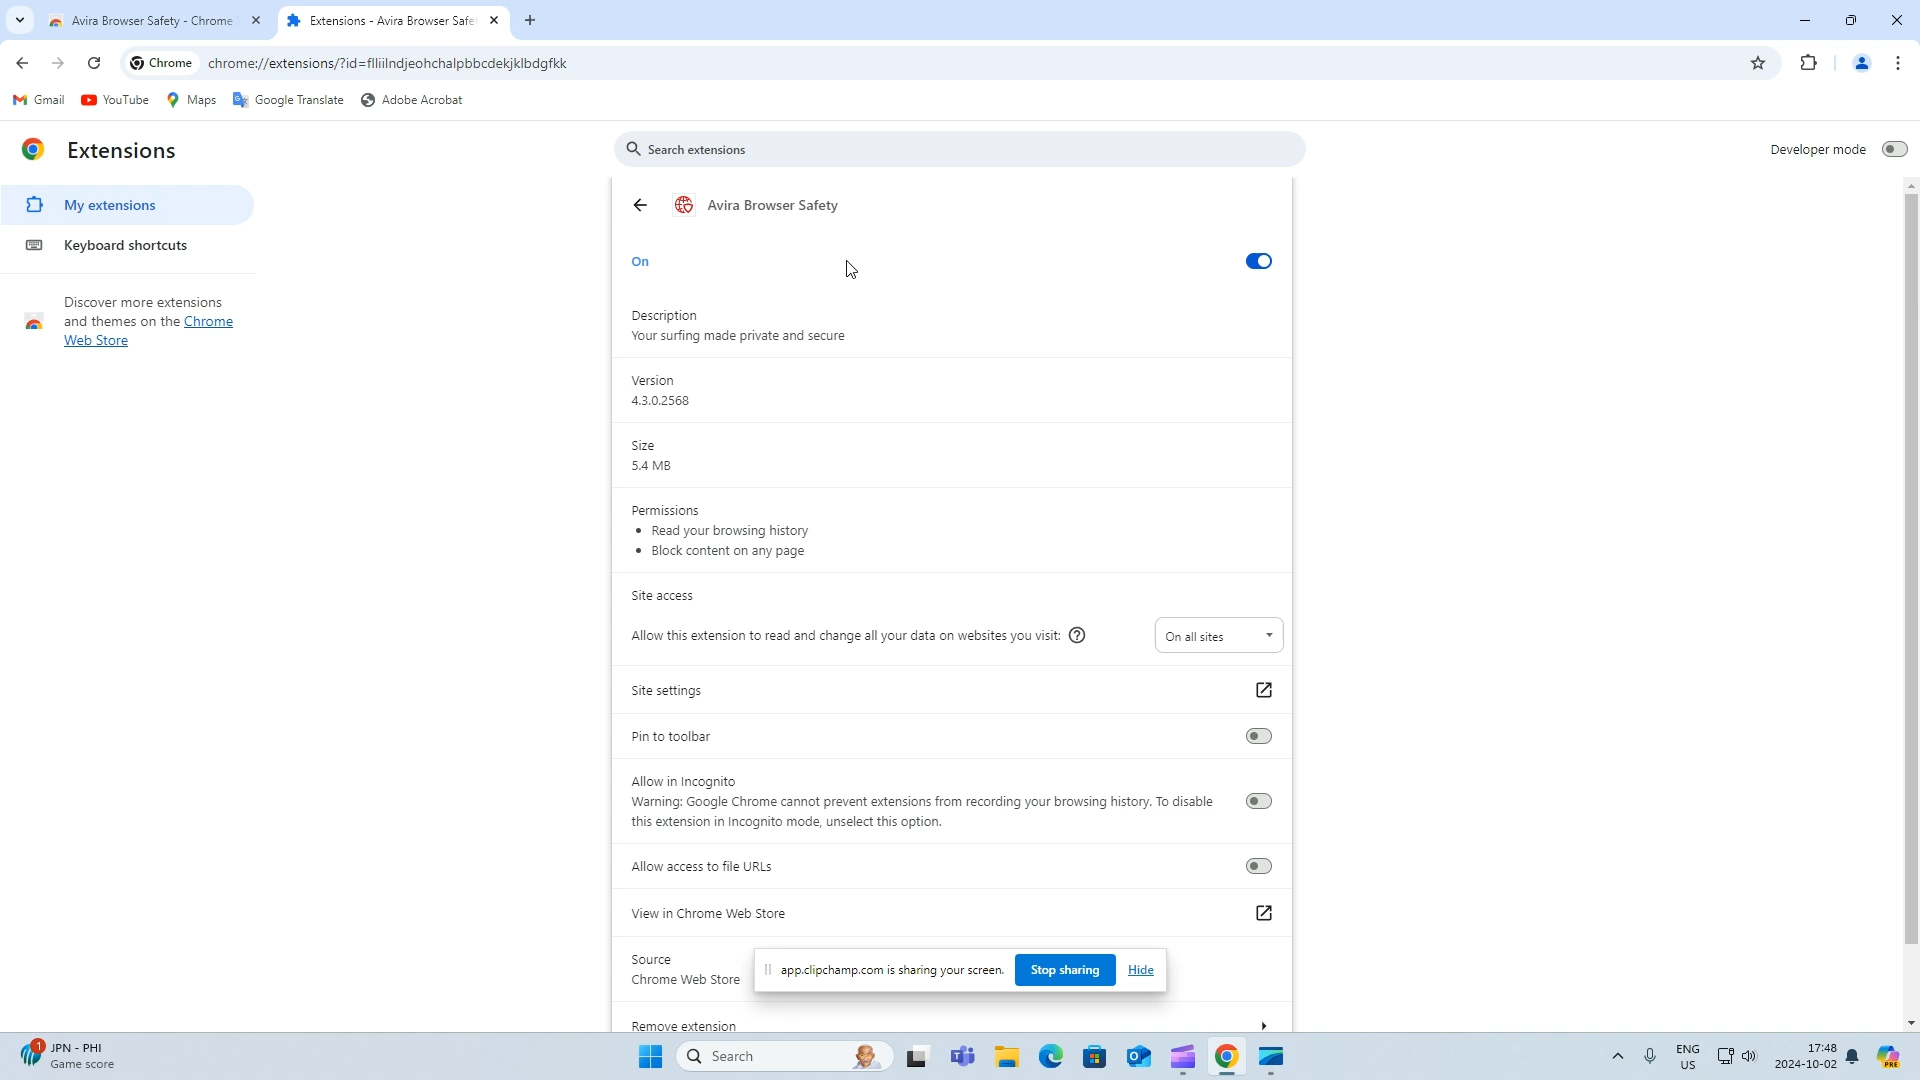 Avira Browser Safety - Chrome
Extensions - Avira Browser Safe
Chrome
chrome://extensions/?id=flliilndjeohchalpbbcdekjklbdgfkk
Gmail
YouTube
Maps
Google Translate
Adobe Acrobat
Extensions
Search extensions
Developer mode
My extensions
Keyboard shortcuts
Discover more extensions
and themes on the Chrome
Web Store
Avira Browser Safety
On
Description
Your surfing made private and secure
Version
4.3.0.2568
Size
5.4 MB
Permissions
• Read your browsing history
• Block content on any page
Site access
Allow this extension to read and change all your data on websites you visit:
On all sites
Site settings
Pin to toolbar
Allow in Incognito
Warning: Google Chrome cannot prevent extensions from recording your browsing history. To disable
this extension in Incognito mode, unselect this option.
Allow access to file URLs
View in Chrome Web Store
Source
Chrome Web Store
app.clipchamp.com is sharing your screen.
Stop sharing
Hide
Remove extension
1
JPN - PHI
Game score
Search
ENG
US
17:48
2024-10-02
PRE